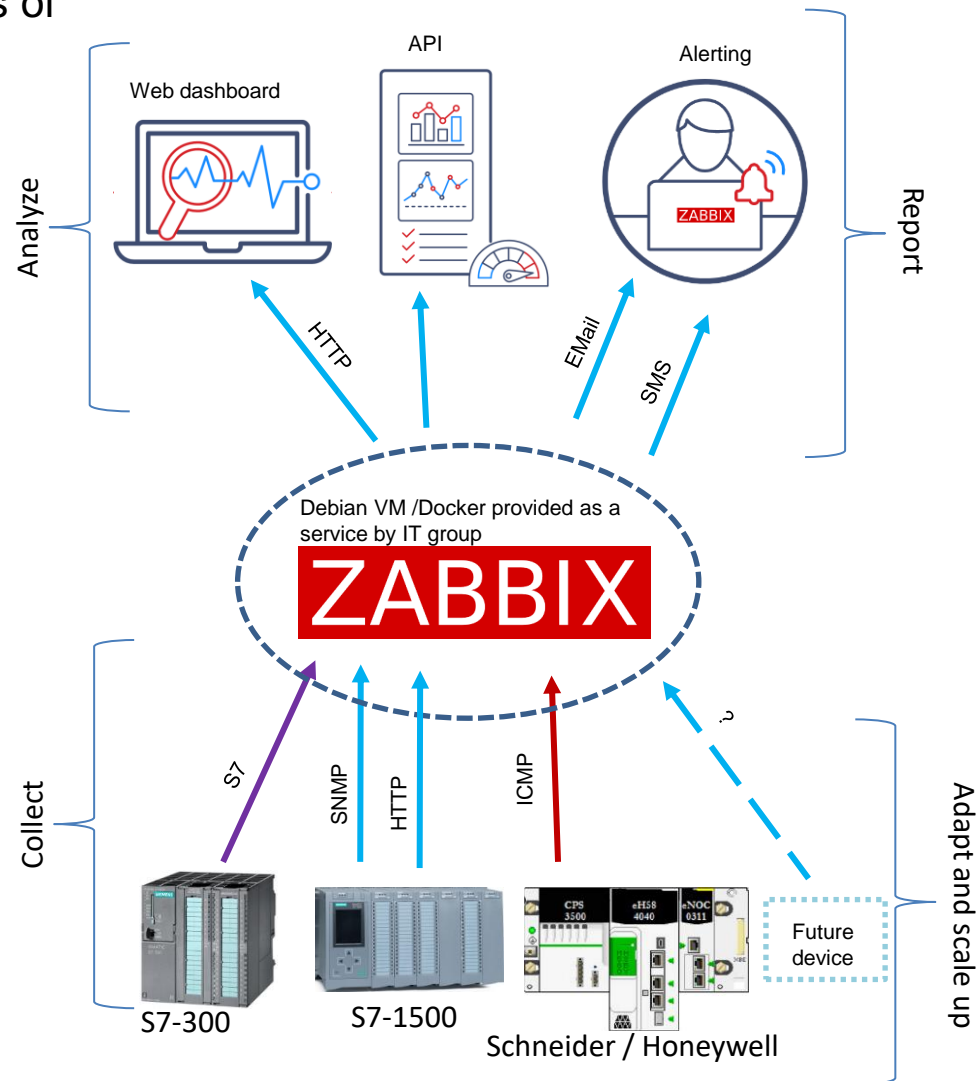 s of
API
Alerting
Web dashboard
ZABBIX
Analyze
Report
HTTP
EMail
SMS
Debian VM /Docker provided as a
service by IT group
ZABBIX
Collect
S7
SNMP
HTTP
ICMP
?
Adapt and scale up
SIEMENS
CPS
3500
eH58
4040
eNOC
0311
Future
device
S7-300
S7-1500
Schneider / Honeywell